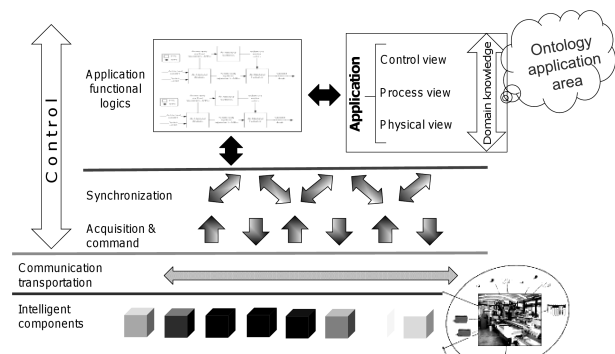 Control
Application
functional
logics
Application
Control view
Process view
Physical view
Domain knowledge
Ontology
application
area
Synchronization
Acquisition &
command
Communication
transportation
Intelligent
components